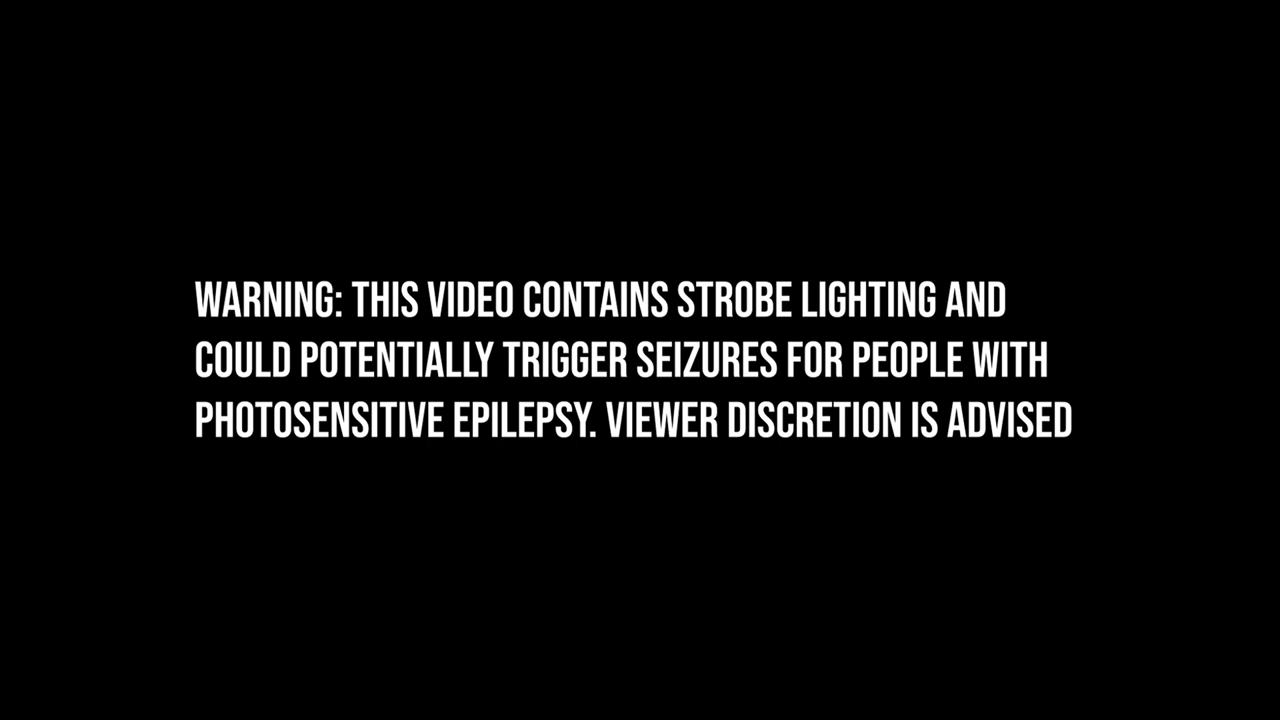 WARNING: THIS VIDEO CONTAINS STROBE LIGHTING AND
COULD POTENTIALLY TRIGGER SEIZURES FOR PEOPLE WITH
PHOTOSENSITIVE EPILEPSY. VIEWER DISCRETION IS ADVISED